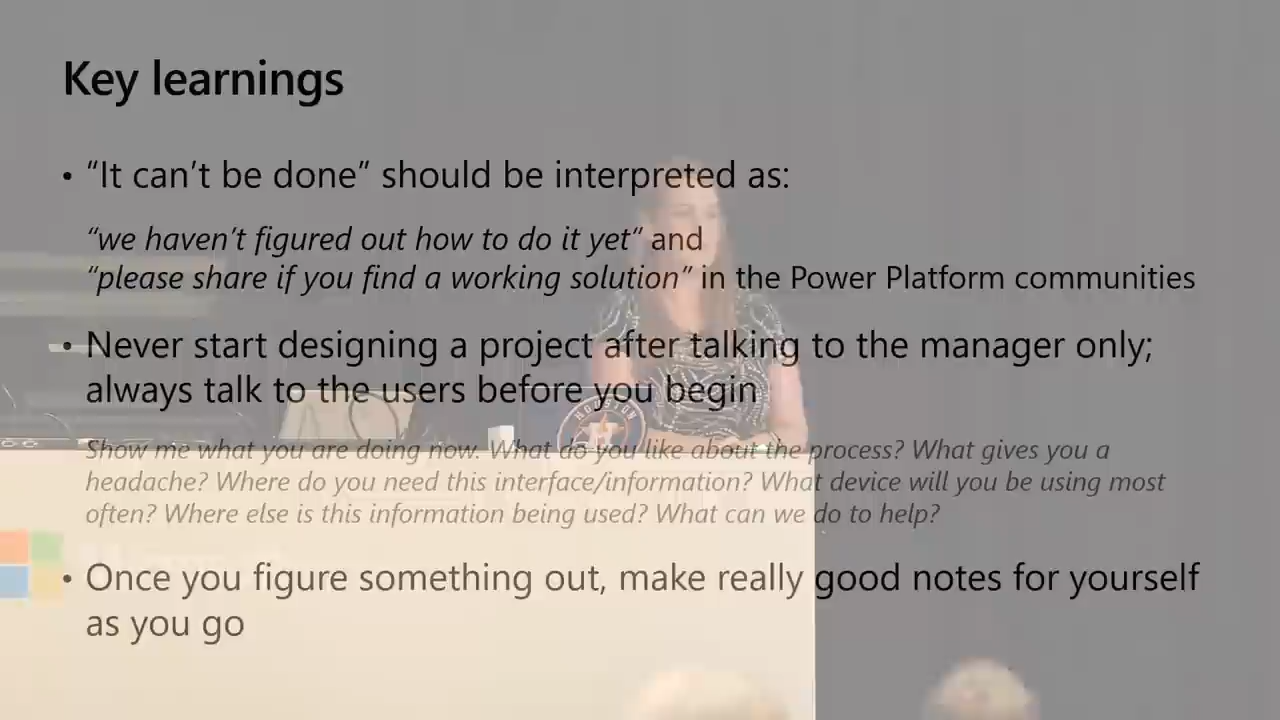 Key learnings
• “It can’t be done” should be interpreted as:
“we haven’t figured out how to do it yet” and
“please share if you find a working solution” in the Power Platform communities
• Never start designing a project after talking to the manager only;
always talk to the users before you begin
HOUSTON
Show me what you are doing now. What do you like about the process? What gives you a
headache? Where do you need this interface/information? What device will you be using most
often? Where else is this information being used? What can we do to help?
• Once you figure something out, make really good notes for yourself
as you go